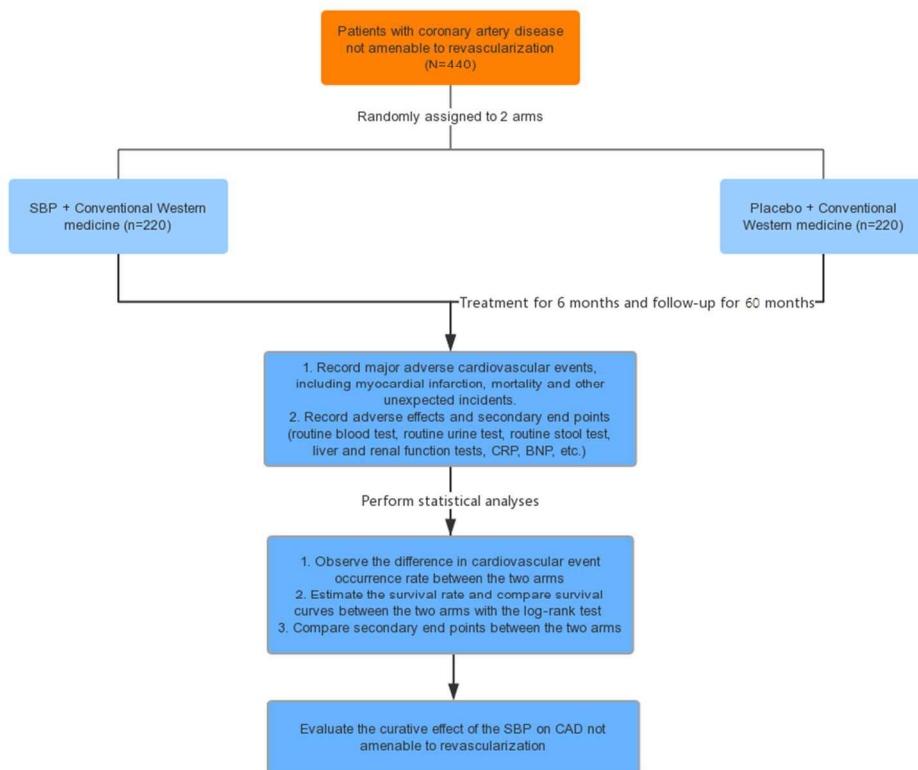 Patients with coronary artery disease
not amenable to revascularization
(N=440)
Randomly assigned to 2 arms
SBP + Conventional Western
medicine (n=220)
Placebo + Conventional
Western medicine (n=220)
Treatment for 6 months and follow-up for 60 months
1. Record major adverse cardiovascular events,
including myocardial infarction, mortality and other
unexpected incidents.
2. Record adverse effects and secondary end points
(routine blood test, routine urine test, routine stool test,
liver and renal function tests, CRP, BNP, etc.)
Perform statistical analyses
1. Observe the difference in cardiovascular event
occurrence rate between the two arms
2. Estimate the survival rate and compare survival
curves between the two arms with the log-rank test
3. Compare secondary end points between the two arms
Evaluate the curative effect of the SBP on CAD not
amenable to revascularization